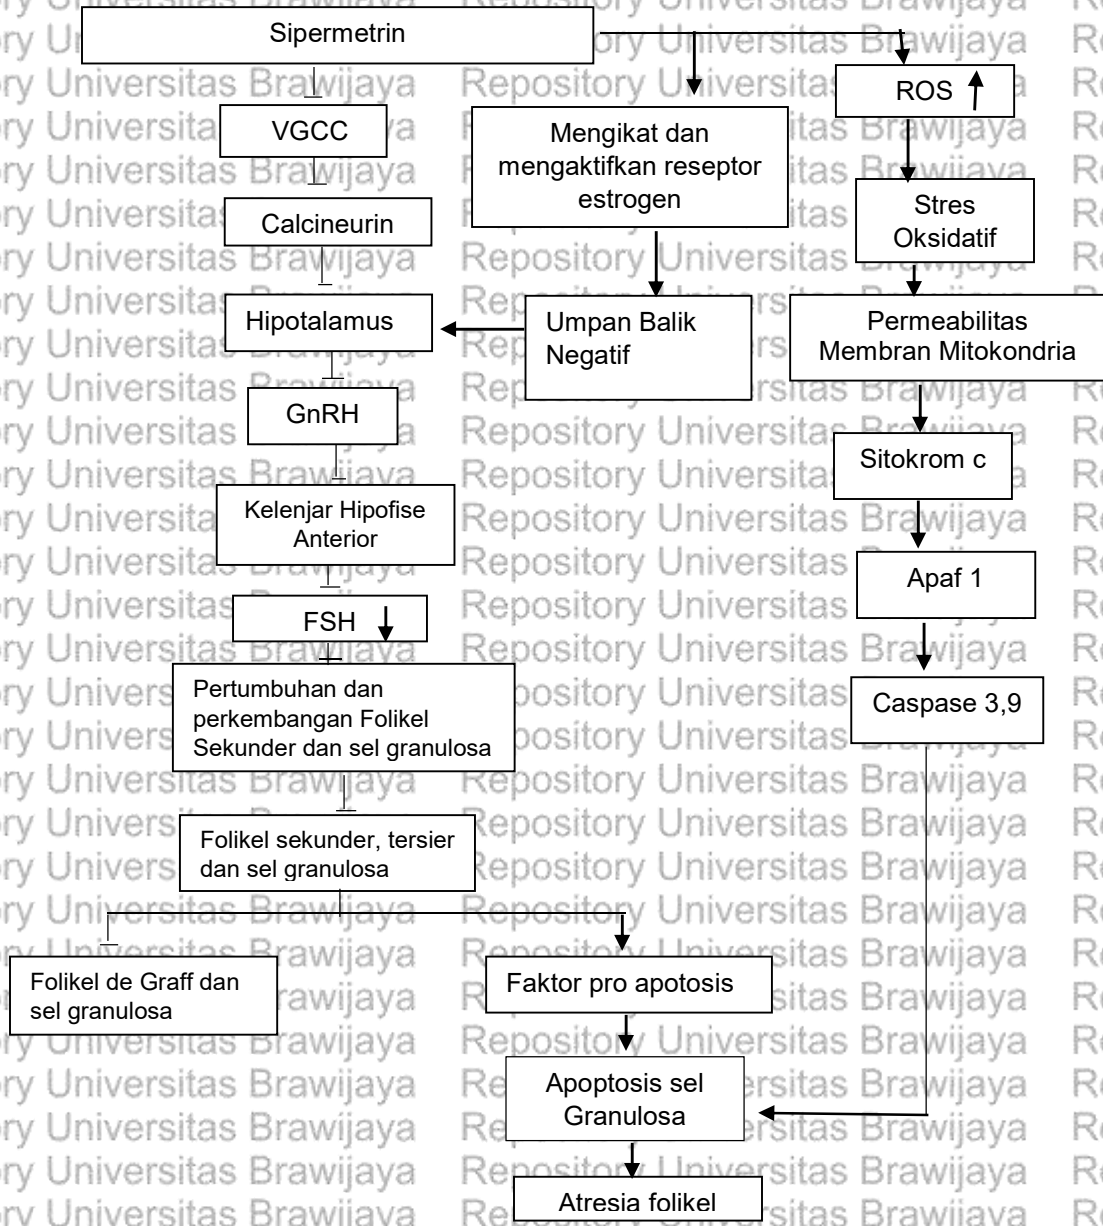 Sipermetrin
ROS
VGCC
Mengikat dan
mengaktifkan reseptor
estrogen
Stres
Oksidatif
Calcineurin
Hipotalamus
Umpan Balik
Negatif
Permeabilitas
Membran Mitokondria
GnRH
Sitokrom c
Kelenjar Hipofise
Anterior
Apaf 1
FSH
Pertumbuhan dan
perkembangan Folikel
Sekunder dan sel granulosa
Caspase 3,9
Folikel sekunder, tersier
dan sel granulosa
Folikel de Graff dan
sel granulosa
Faktor pro apotosis
Apoptosis sel
Granulosa
Atresia folikel
Repository Universitas Brawijaya